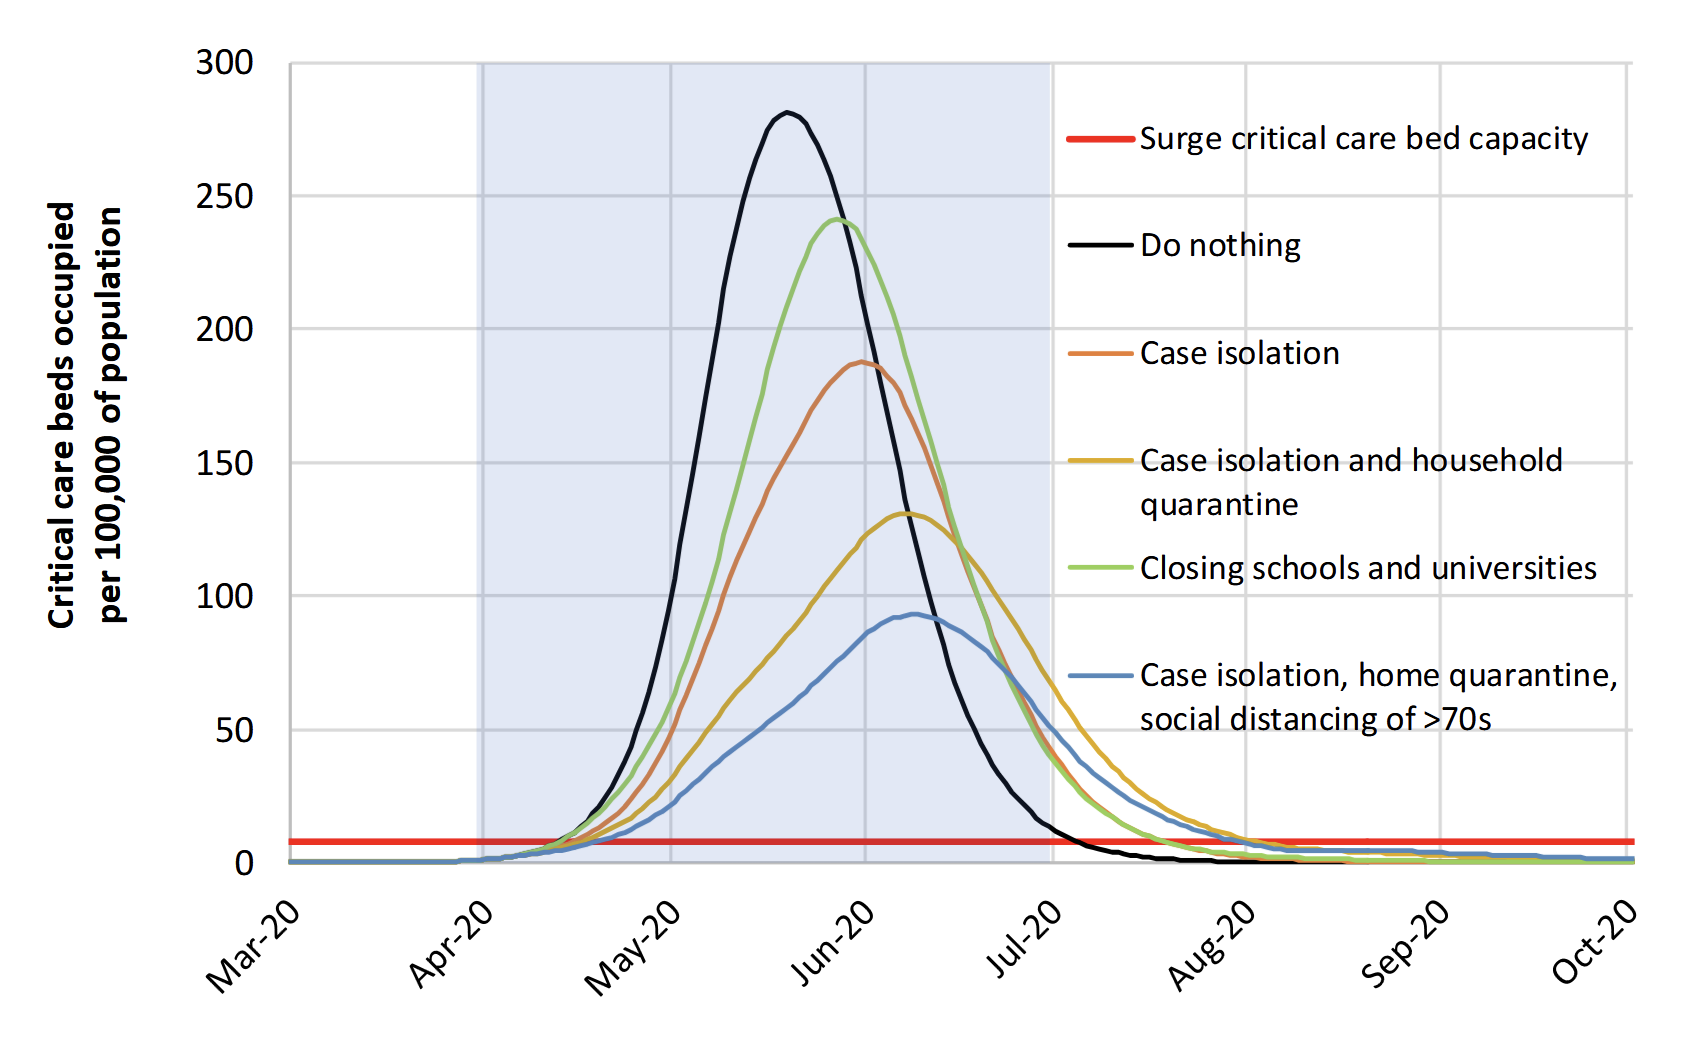 Critical care beds occupied
per 100,000 of population
300
250
200
150
100
50
0
Surge critical care bed capacity
Do nothing
Case isolation
Case isolation and household
quarantine
Closing schools and universities
Case isolation, home quarantine,
social distancing of >70s
Mar-20
Apr-20
May-20
Jun-20
Jul-20
Aug-20
Sep-20
Oct-20